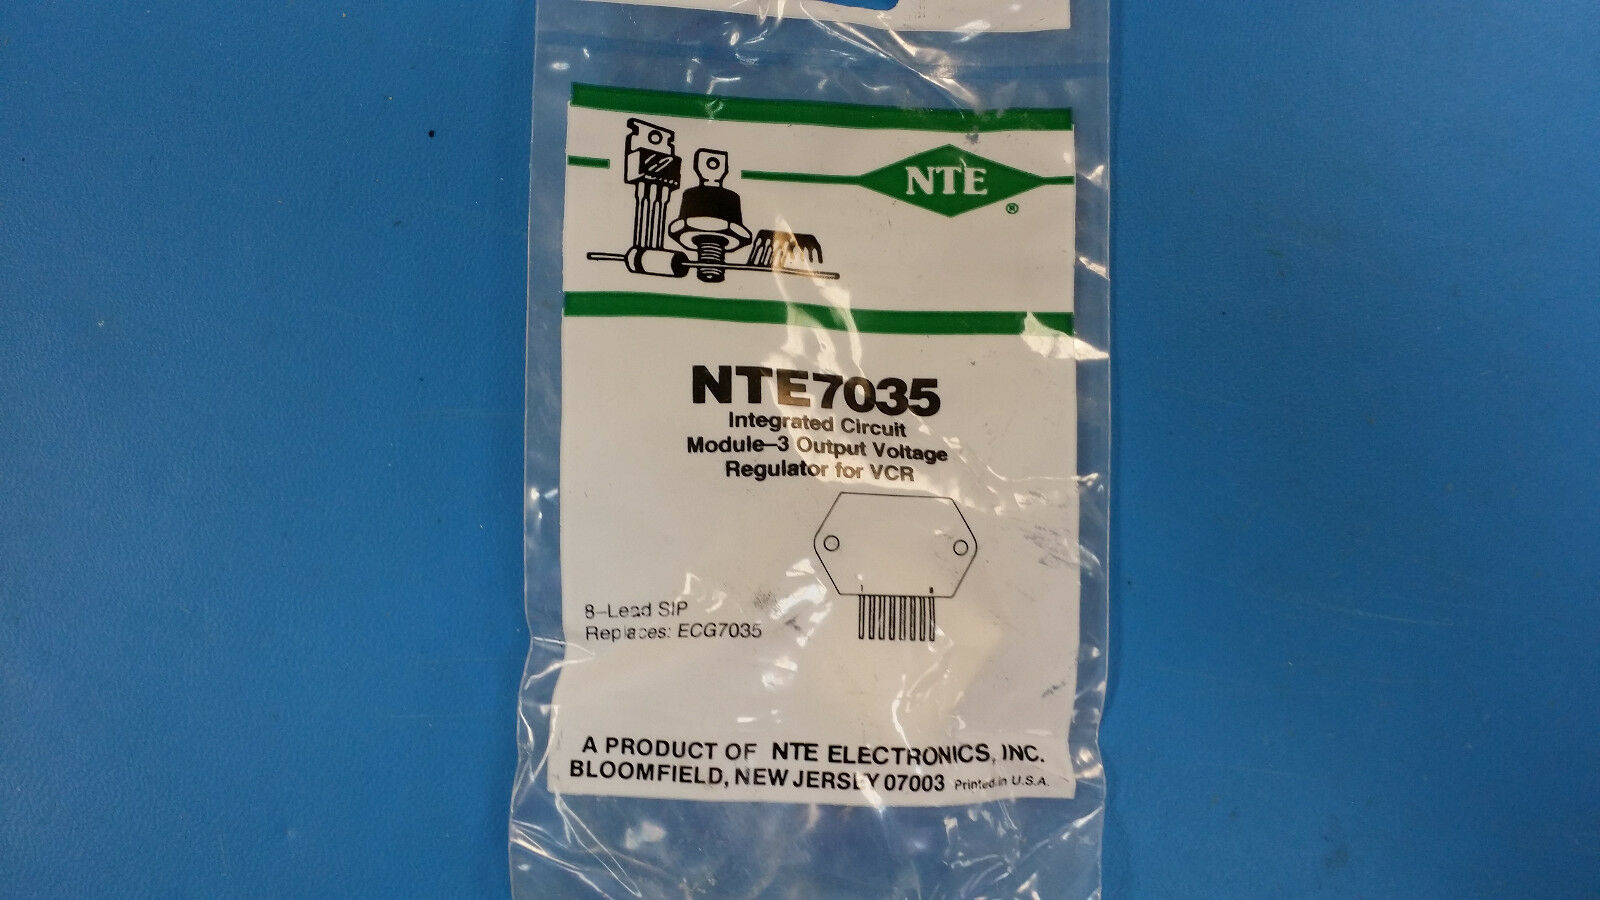 NTE
®
NTE7035
Integrated Circuit
Module–3 Output Voltage
Regulator for VCR
8–Lead SIP
Replaces: ECG7035
A PRODUCT OF NTE ELECTRONICS, INC.
BLOOMFIELD, NEW JERSEY 07003 Printed in U.S.A.